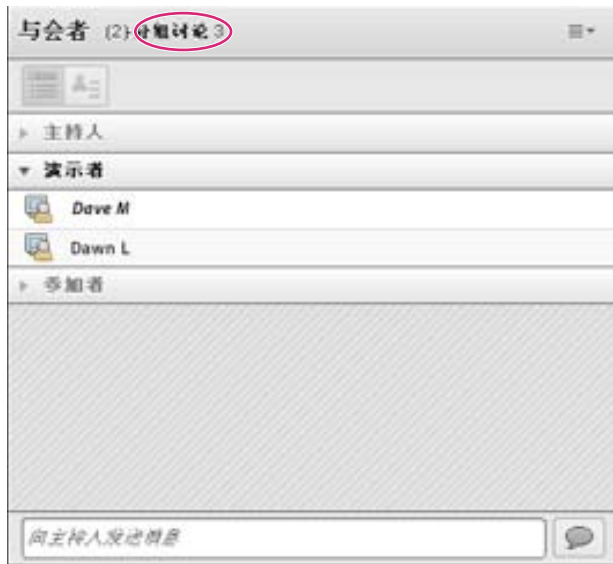 与会者 (2) 分组讨论 3
主持人
演示者
Dave M
Dawn L
参加者
向主持人发送消息